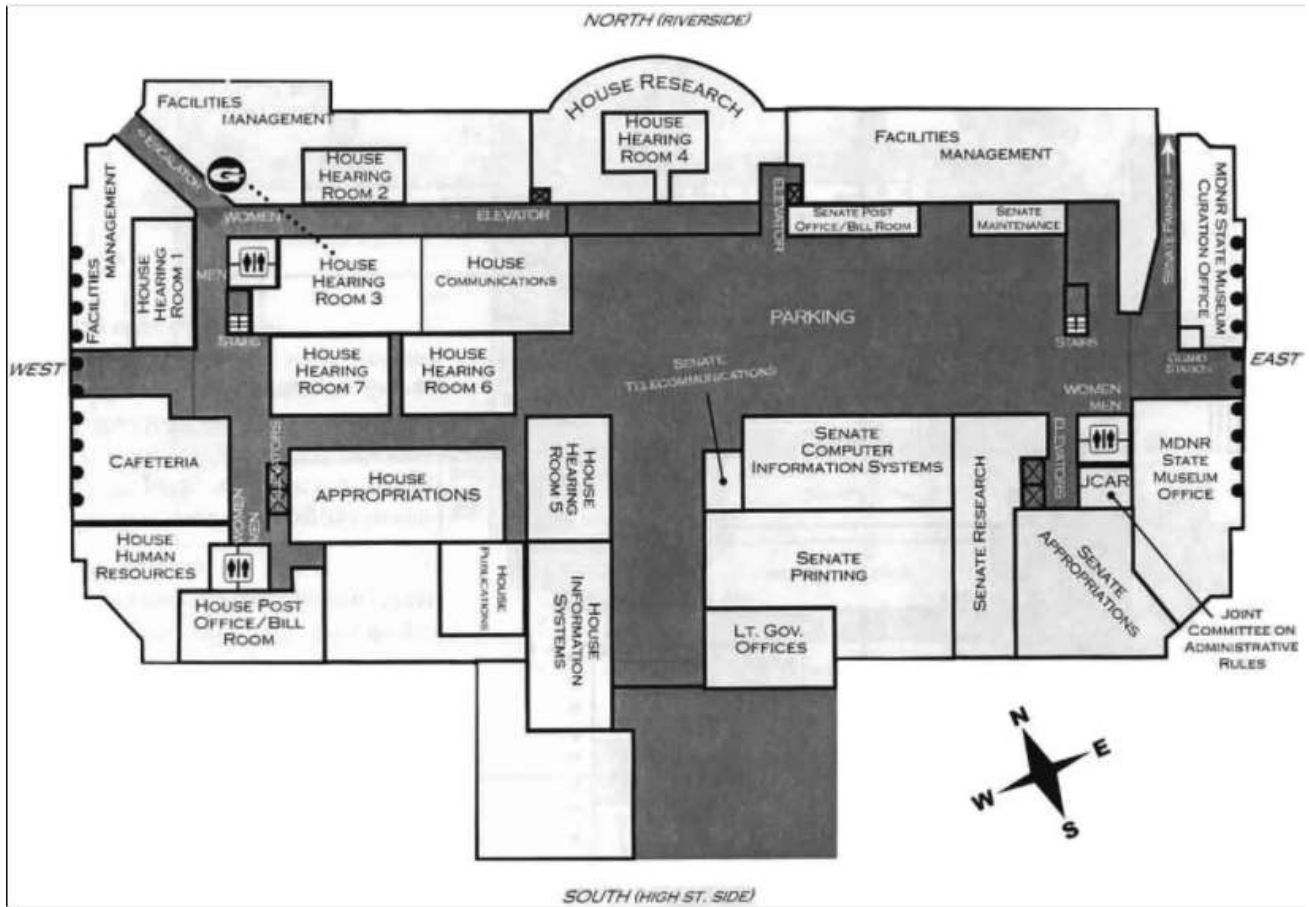 NORTH (RIVERSIDE)
FACILITIES
MANAGEMENT
HOUSE RESEARCH
HOUSE
HEARING
ROOM 4
FACILITIES
MANAGEMENT
HOUSE
HEARING
ROOM 2
ESCALATOR
G
WOMEN
ELEVATOR
ELEVATOR
SENATE POST
OFFICE/BILL ROOM
SENATE
MAINTENANCE
SENATE PARKING
MDNR STATE MUSEUM
CURATION OFFICE
FACILITIES
MANAGEMENT
HOUSE
HEARING
ROOM 1
MEN
HOUSE
HEARING
ROOM 3
HOUSE
COMMUNICATIONS
PARKING
STAIRS
STAIRS
GUARD
STATION
WEST
EAST
HOUSE
HEARING
ROOM 7
HOUSE
HEARING
ROOM 6
SENATE
TELECOMMUNICATIONS
WOMEN
MEN
CAFETERIA
HOUSE
APPROPRIATIONS
HOUSE
HEARING
ROOM 5
SENATE
COMPUTER
INFORMATION SYSTEMS
SENATE RESEARCH
ELEVATORS
JCAR
MDNR
STATE
MUSEUM
OFFICE
WOMEN
MEN
HOUSE
HUMAN
RESOURCES
HOUSE POST
OFFICE/BILL
ROOM
HOUSE
PUBLICATIONS
HOUSE
INFORMATION
SYSTEMS
SENATE
PRINTING
SENATE
APPROPRIATIONS
LT. GOV.
OFFICES
JOINT
COMMITTEE ON
ADMINISTRATIVE
RULES
N
E
W
S
SOUTH (HIGH ST. SIDE)